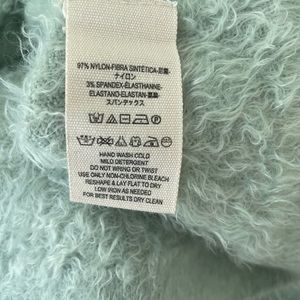 97% NYLON-FIBRA SINTÉTICA-
ナイロン
3% SPANDEX-ÉLASTHANNE-
ELASTANO-ELASTAN-
スパンデックス
HAND WASH COLD
MILD DETERGENT
DO NOT WRING OR TWIST
USE ONLY NON-CHLORINE BLEACH
RESHAPE & LAY FLAT TO DRY
LOW IRON AS NEEDED
FOR BEST RESULTS DRY CLEAN